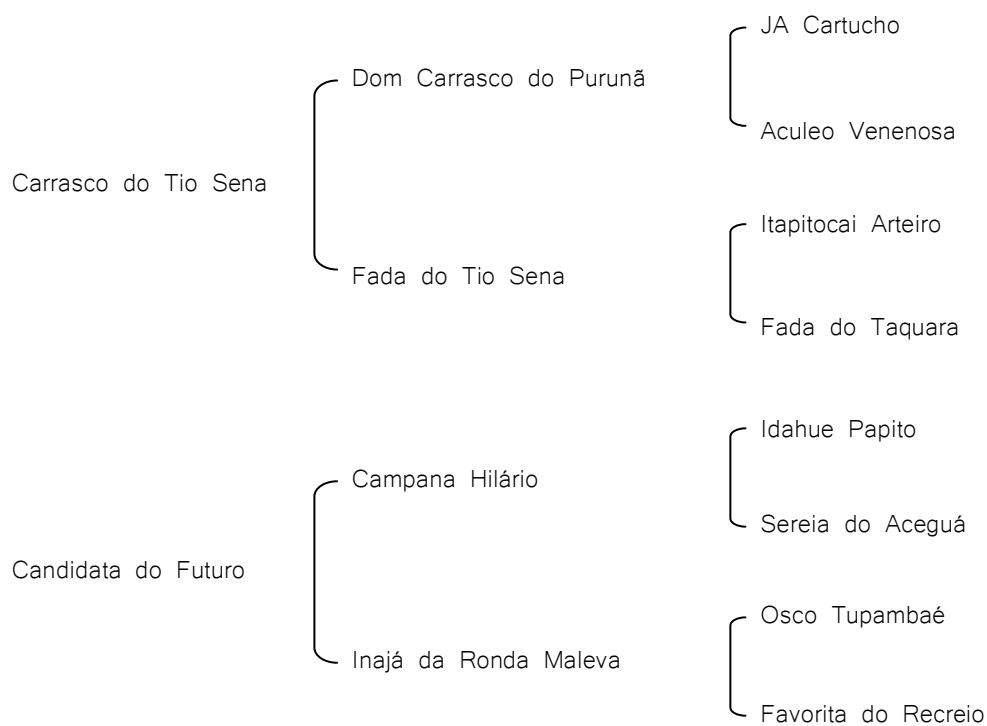 JA Cartucho
Dom Carrasco do Purunã
Aculeo Venenosa
Carrasco do Tio Sena
Itapitocai Arteiro
Fada do Tio Sena
Fada do Taquara
Idahue Papito
Campana Hilário
Sereia do Aceguá
Candidata do Futuro
Osco Tupambaé
Inajá da Ronda Maleva
Favorita do Recreio